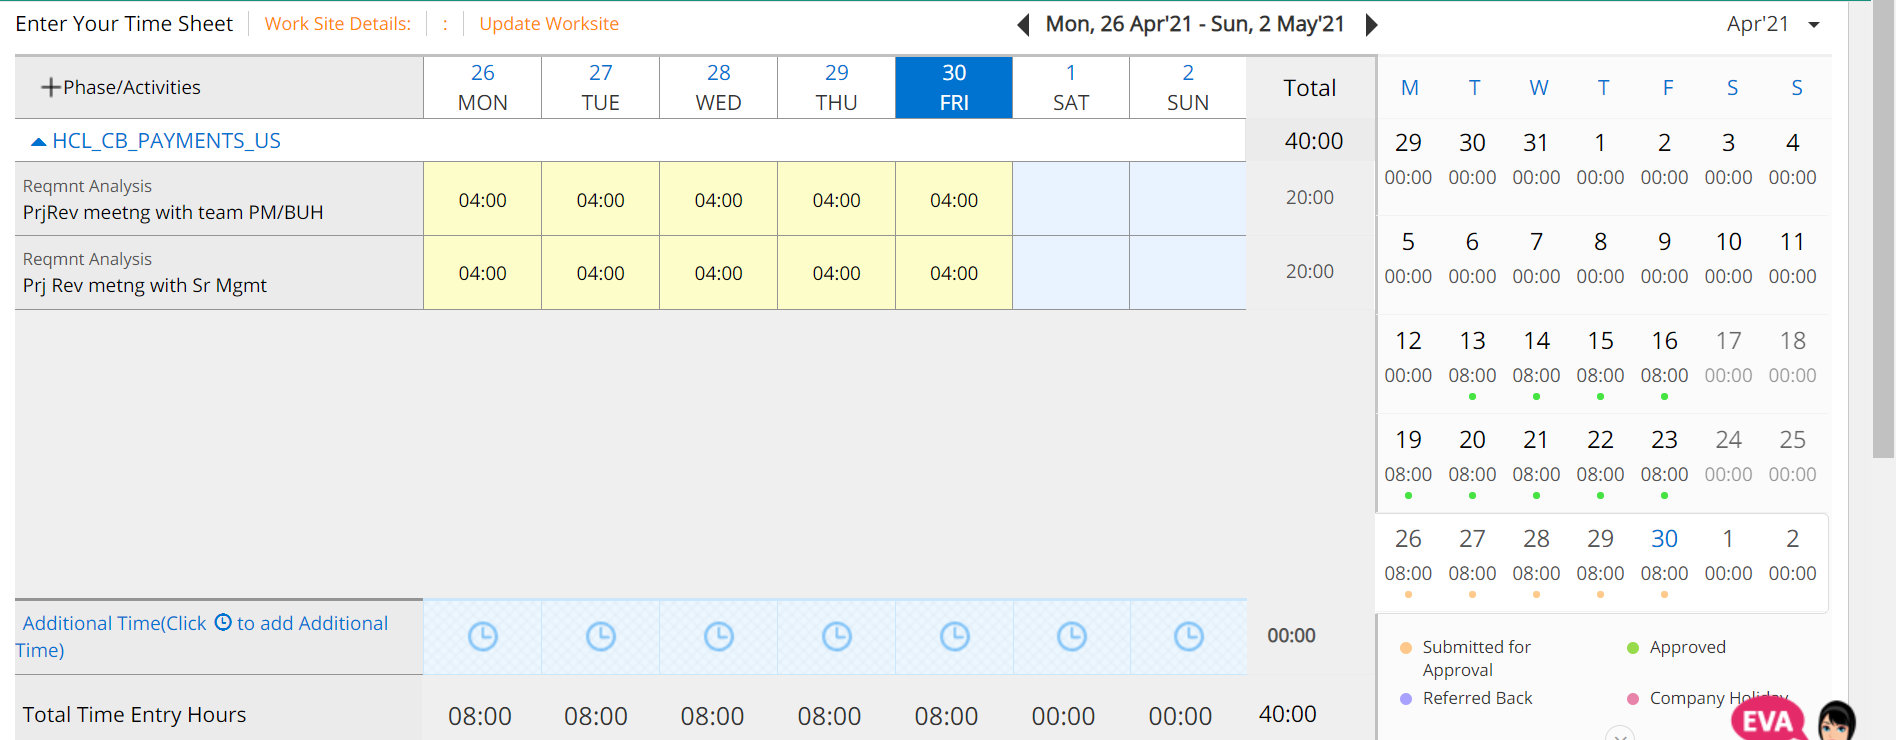 Enter Your Time Sheet
Work Site Details:
:
Update Worksite
Mon, 26 Apr'21 - Sun, 2 May'21
Apr'21
Phase/Activities
26 27 28 29 30 1 2
MON TUE WED THU FRI SAT SUN
Total
HCL_CB_PAYMENTS_US
40:00
Reqmnt Analysis
PrjRev meetng with team PM/BUH
04:00 04:00 04:00 04:00 04:00
20:00
Reqmnt Analysis
Prj Rev metng with Sr Mgmt
04:00 04:00 04:00 04:00 04:00
20:00
Additional Time(Click to add Additional
Time)
00:00
Total Time Entry Hours
08:00 08:00 08:00 08:00 08:00 00:00 00:00
40:00
M T W T F S S
29 30 31 1 2 3 4
00:00 00:00 00:00 00:00 00:00 00:00 00:00
5 6 7 8 9 10 11
00:00 00:00 00:00 00:00 00:00 00:00 00:00
12 13 14 15 16 17 18
00:00 08:00 08:00 08:00 08:00 00:00 00:00
19 20 21 22 23 24 25
08:00 08:00 08:00 08:00 08:00 00:00 00:00
26 27 28 29 30 1 2
08:00 08:00 08:00 08:00 08:00 00:00 00:00
Submitted for
Approval
Approved
Referred Back
Company Holiday
EVA